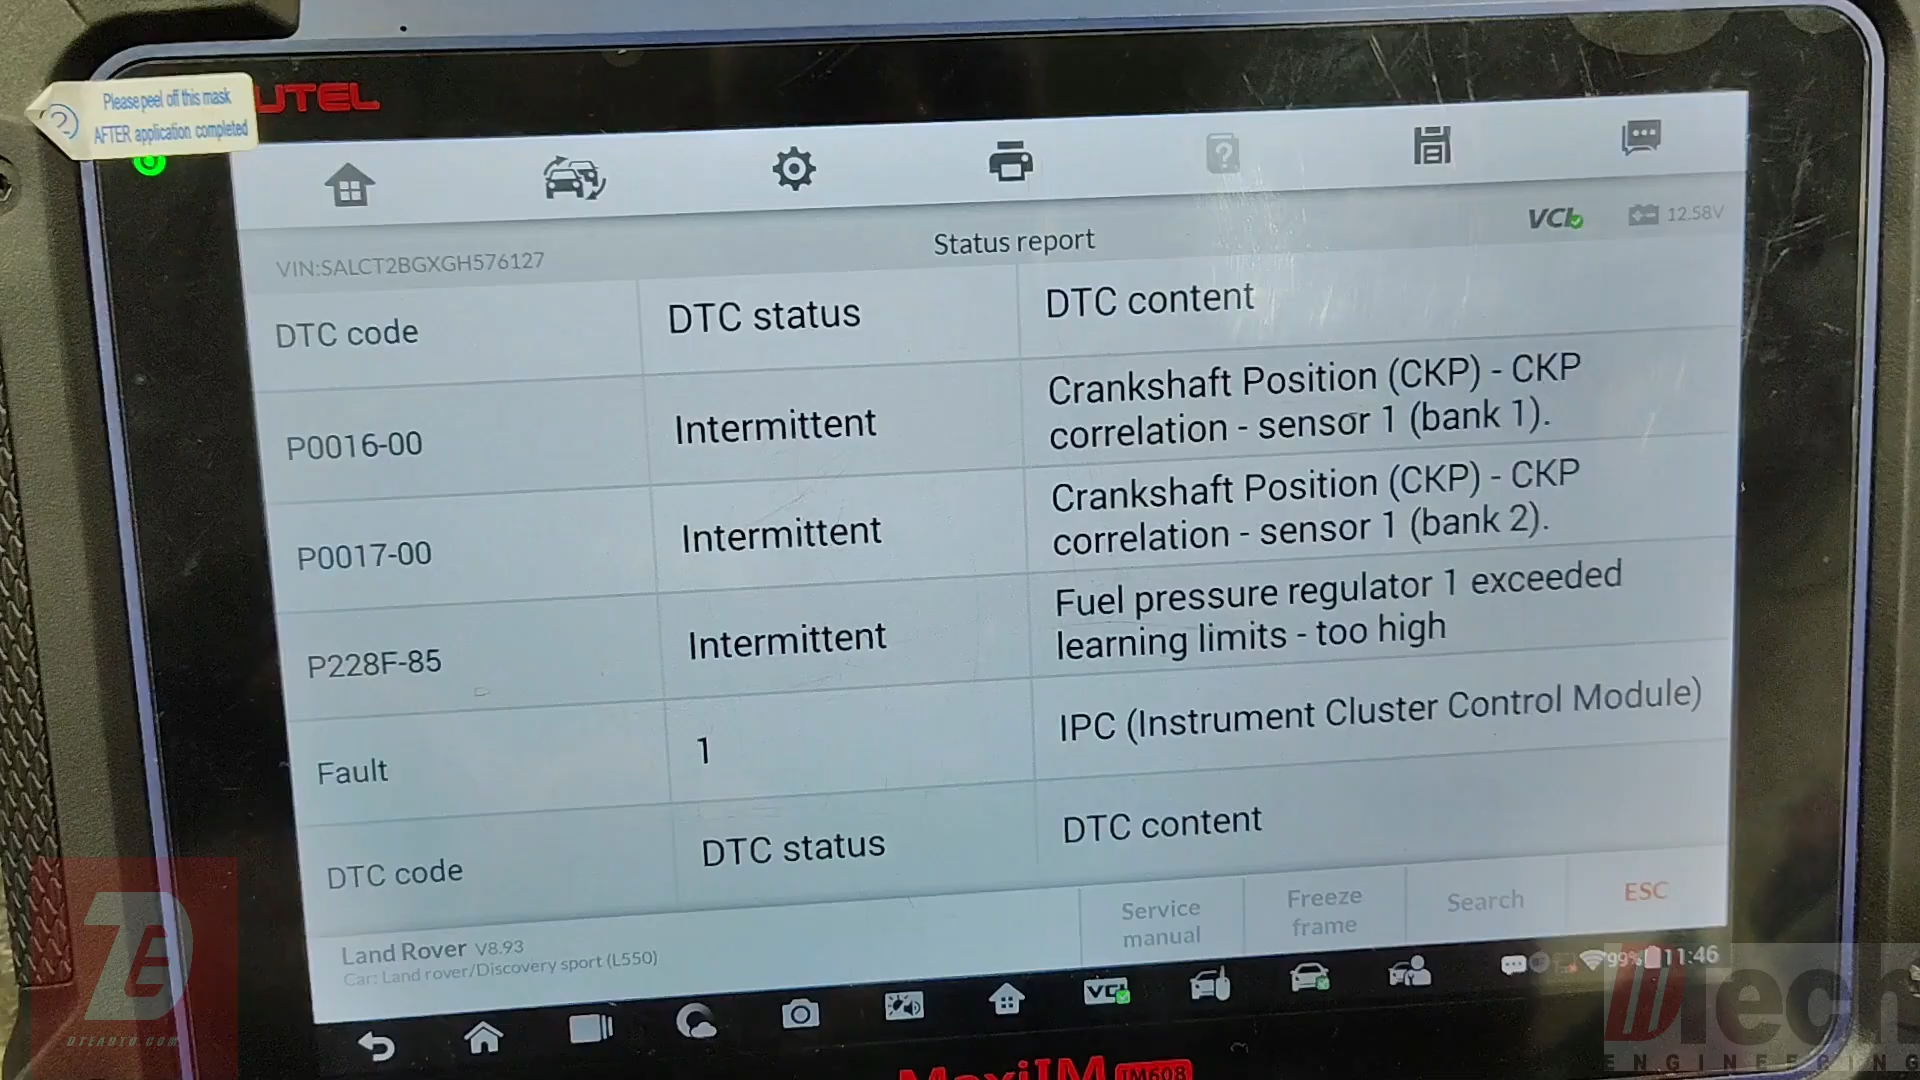 Please peel off this mask
AFTER application completed
UTEL
VCI 12.58V
VIN:SALCT2BGXGH576127 Status report
DTC code DTC status DTC content
P0016-00 Intermittent Crankshaft Position (CKP) - CKP
correlation - sensor 1 (bank 1).
P0017-00 Intermittent Crankshaft Position (CKP) - CKP
correlation - sensor 1 (bank 2).
P228F-85 Intermittent Fuel pressure regulator 1 exceeded
learning limits - too high
Fault 1 IPC (Instrument Cluster Control Module)
DTC code DTC status DTC content
Service
manual
Freeze
frame
Search
ESC
Land Rover V8.93
Car: Land rover/Discovery sport (L550)
VCI
99% 11:46
MaxiIM IM608
DTEAUTO.COM
DTech
ENGINEERING